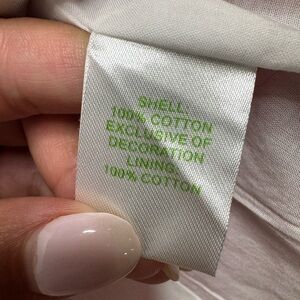 SHELL:
100% COTTON
EXCLUSIVE OF
DECORATION
LINING:
100% COTTON